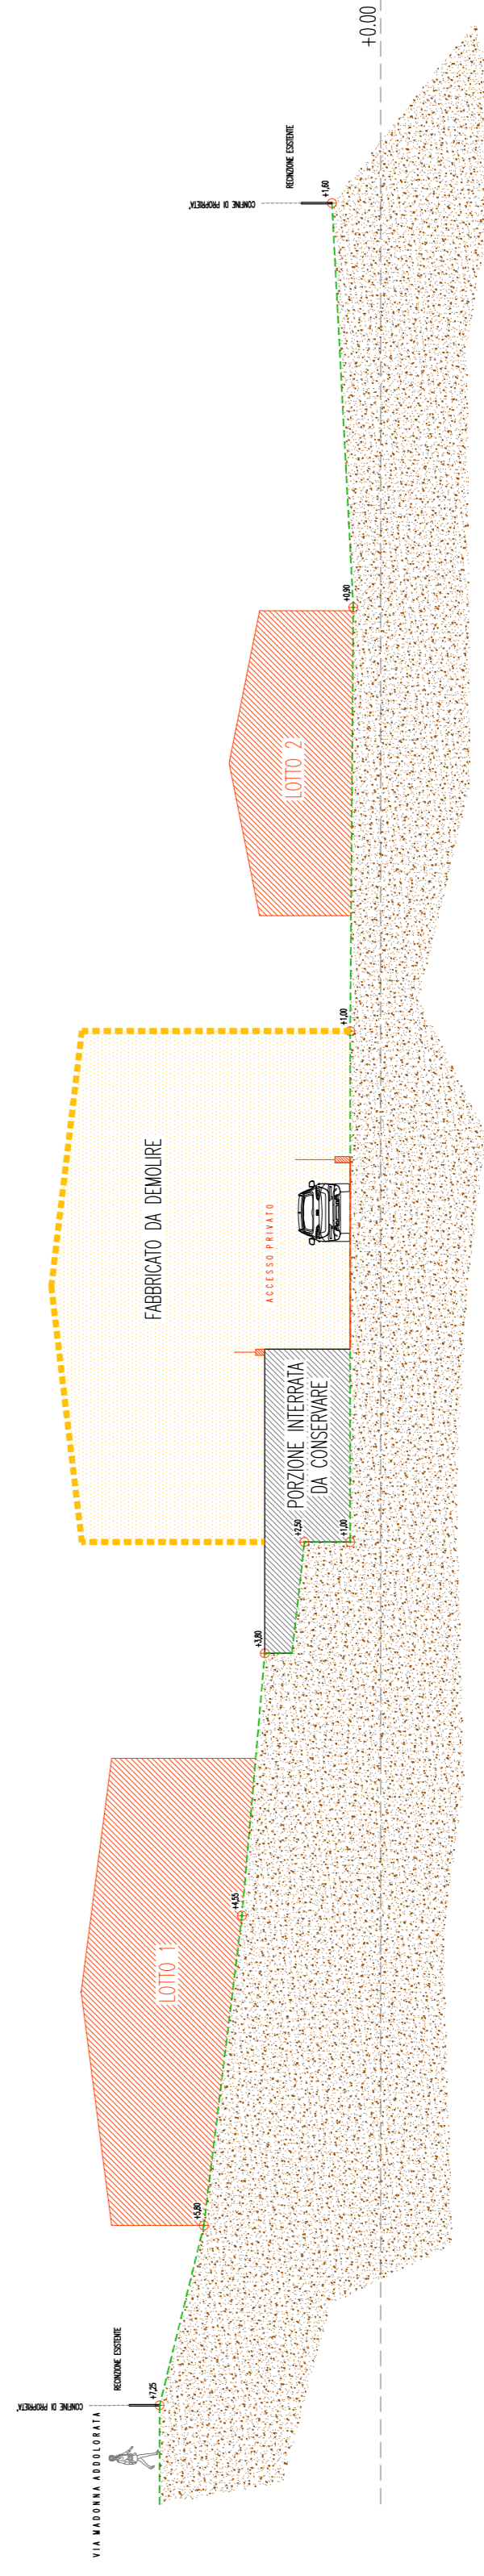 VIA MADONNA ADDOLORATA
CONFINE DI PROPRIETA'
RECINZIONE ESISTENTE
+7,25
+5,80
LOTTO 1
+4,55
+3,80
+2,50
+1,00
PORZIONE INTERRATA
DA CONSERVARE
FABBRICATO DA DEMOLIRE
ACCESSO PRIVATO
+1,00
LOTTO 2
+0,90
CONFINE DI PROPRIETA'
RECINZIONE ESISTENTE
+1,60
+0.00